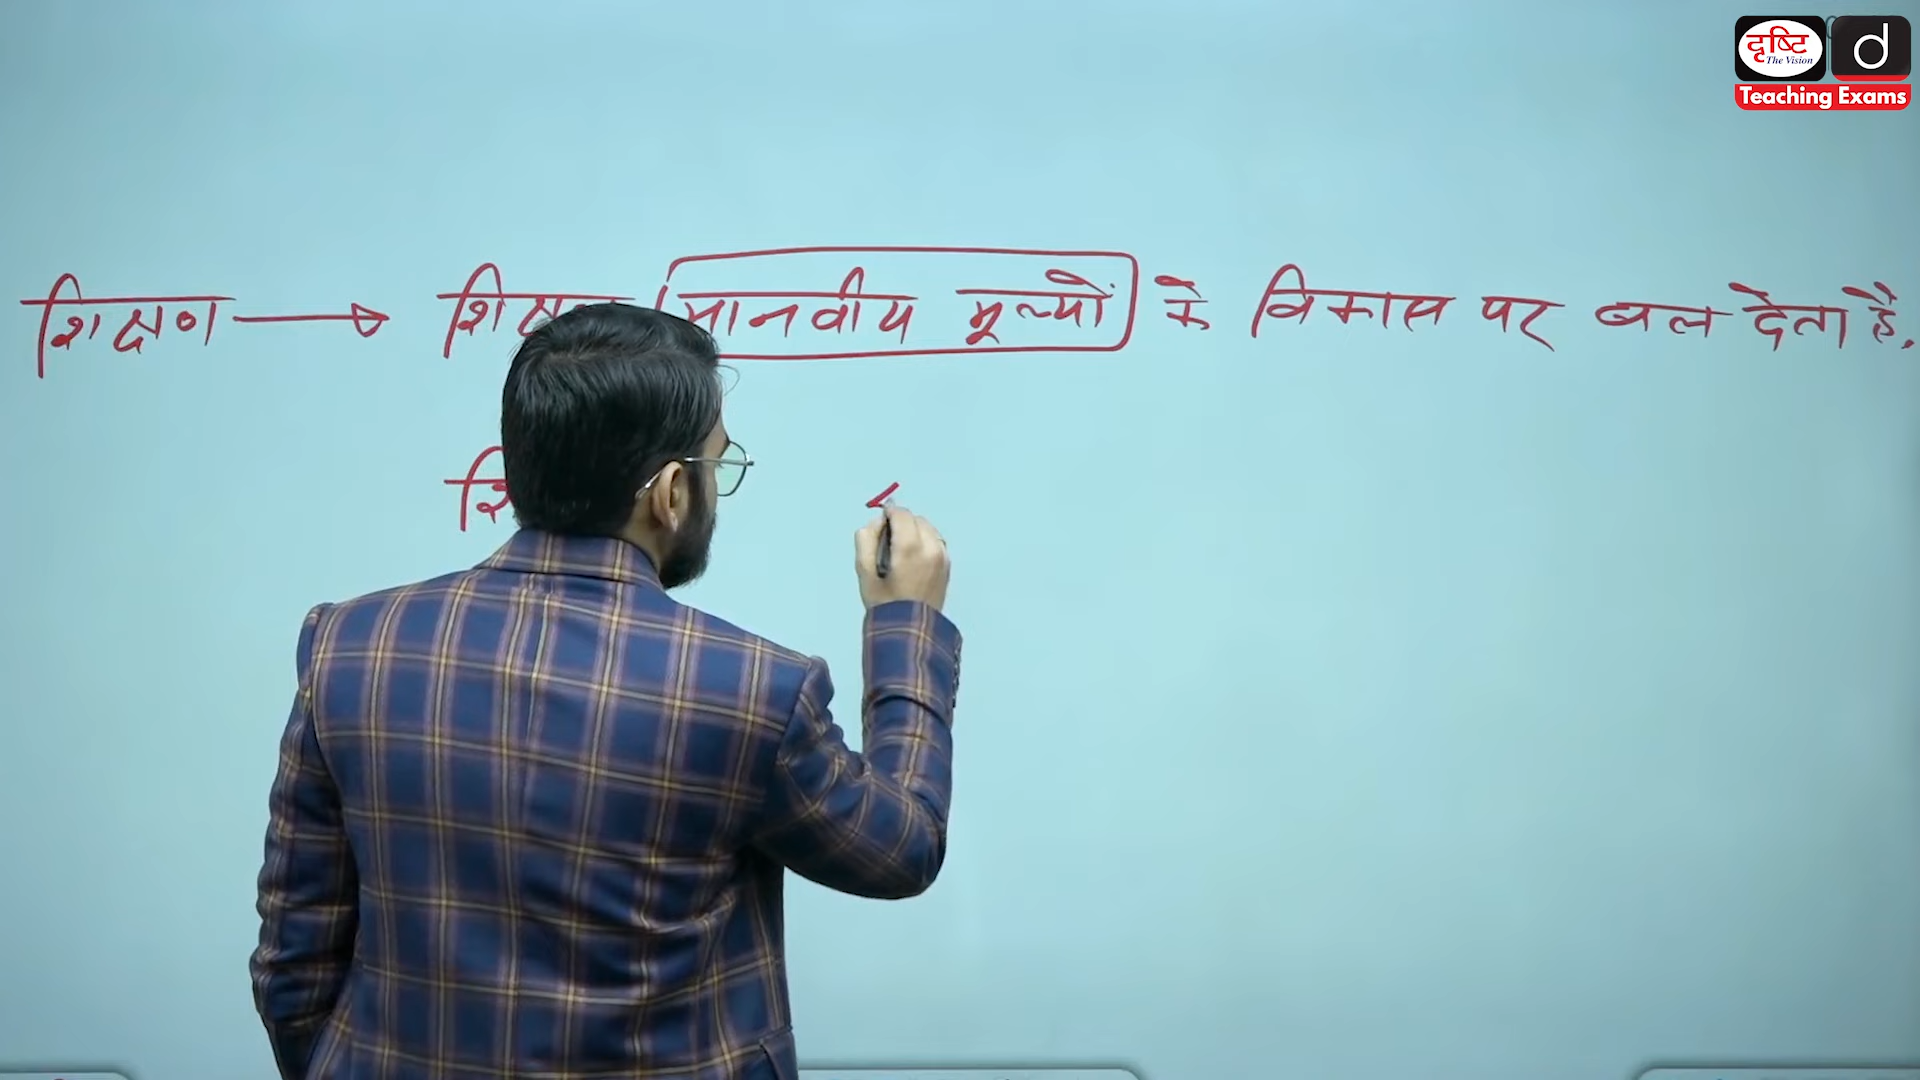 दृष्टि
The Vision
d
Teaching Exams
शिक्षण → मानवीय मूल्यों के विकास पर बल देता है.